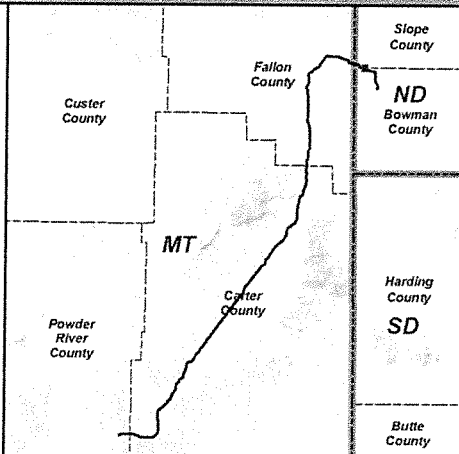 Slope
County
Fallon
County
ND
Custer
County
Bowman
County
MT
Harding
County
Carter
County
SD
Powder
River
County
Butte
County